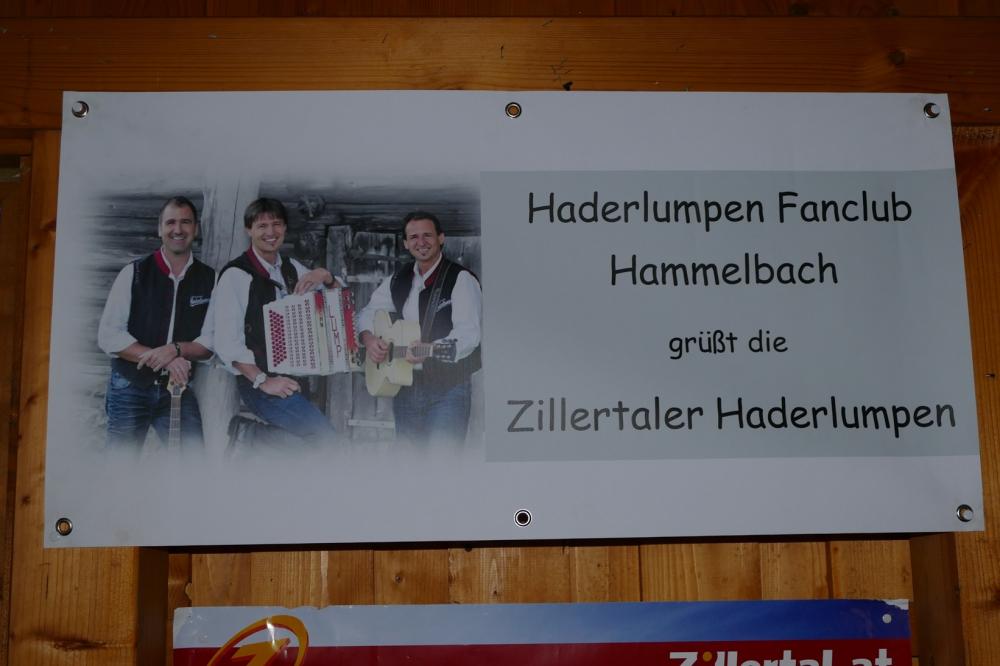 Haderlumpen Fanclub
Hammelbach
grüßt die
Zillertaler Haderlumpen
Zillertal.at